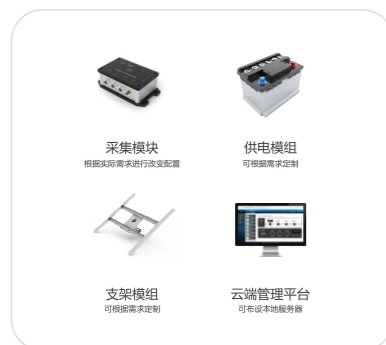 采集模块
根据实际需求进行改变配置
供电模组
可根据需求定制
支架模组
可根据需求定制
云端管理平台
可布设本地服务器